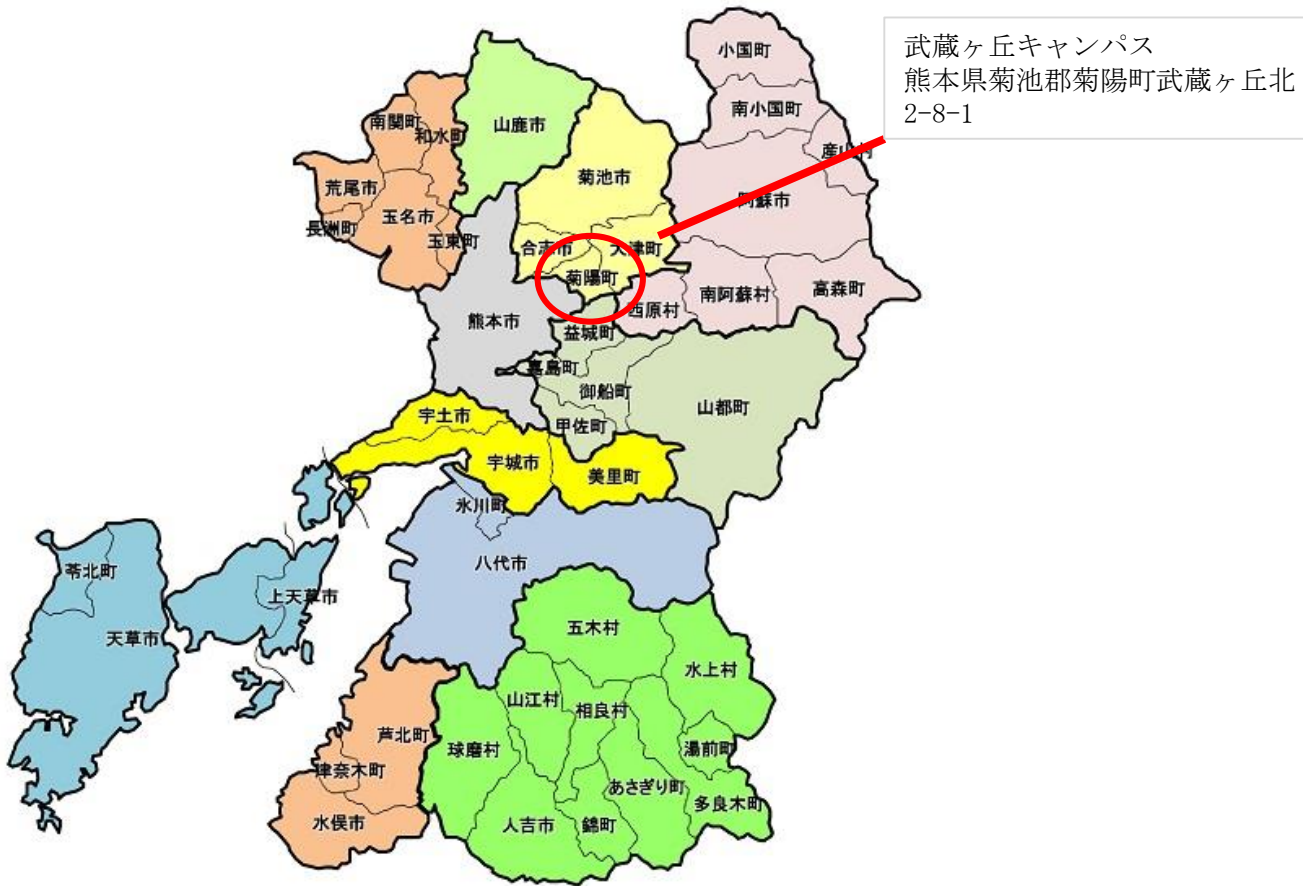 武蔵ヶ丘キャンパス
熊本県菊池郡菊陽町武蔵ヶ丘北
2-8-1
小国町
南小国町
産山村
山鹿市
南関町
和水町
菊池市
荒尾市
阿蘇市
玉名市
長洲町
玉東町
合志市
大津町
菊陽町
南阿蘇村
高森町
西原村
熊本市
益城町
嘉島町
御船町
山都町
甲佐町
宇土市
宇城市
美里町
氷川町
八代市
苓北町
上天草市
天草市
五木村
水上村
山江村
相良村
芦北町
球磨村
湯前町
津奈木町
あさぎり町
多良木町
水俣市
人吉市
錦町